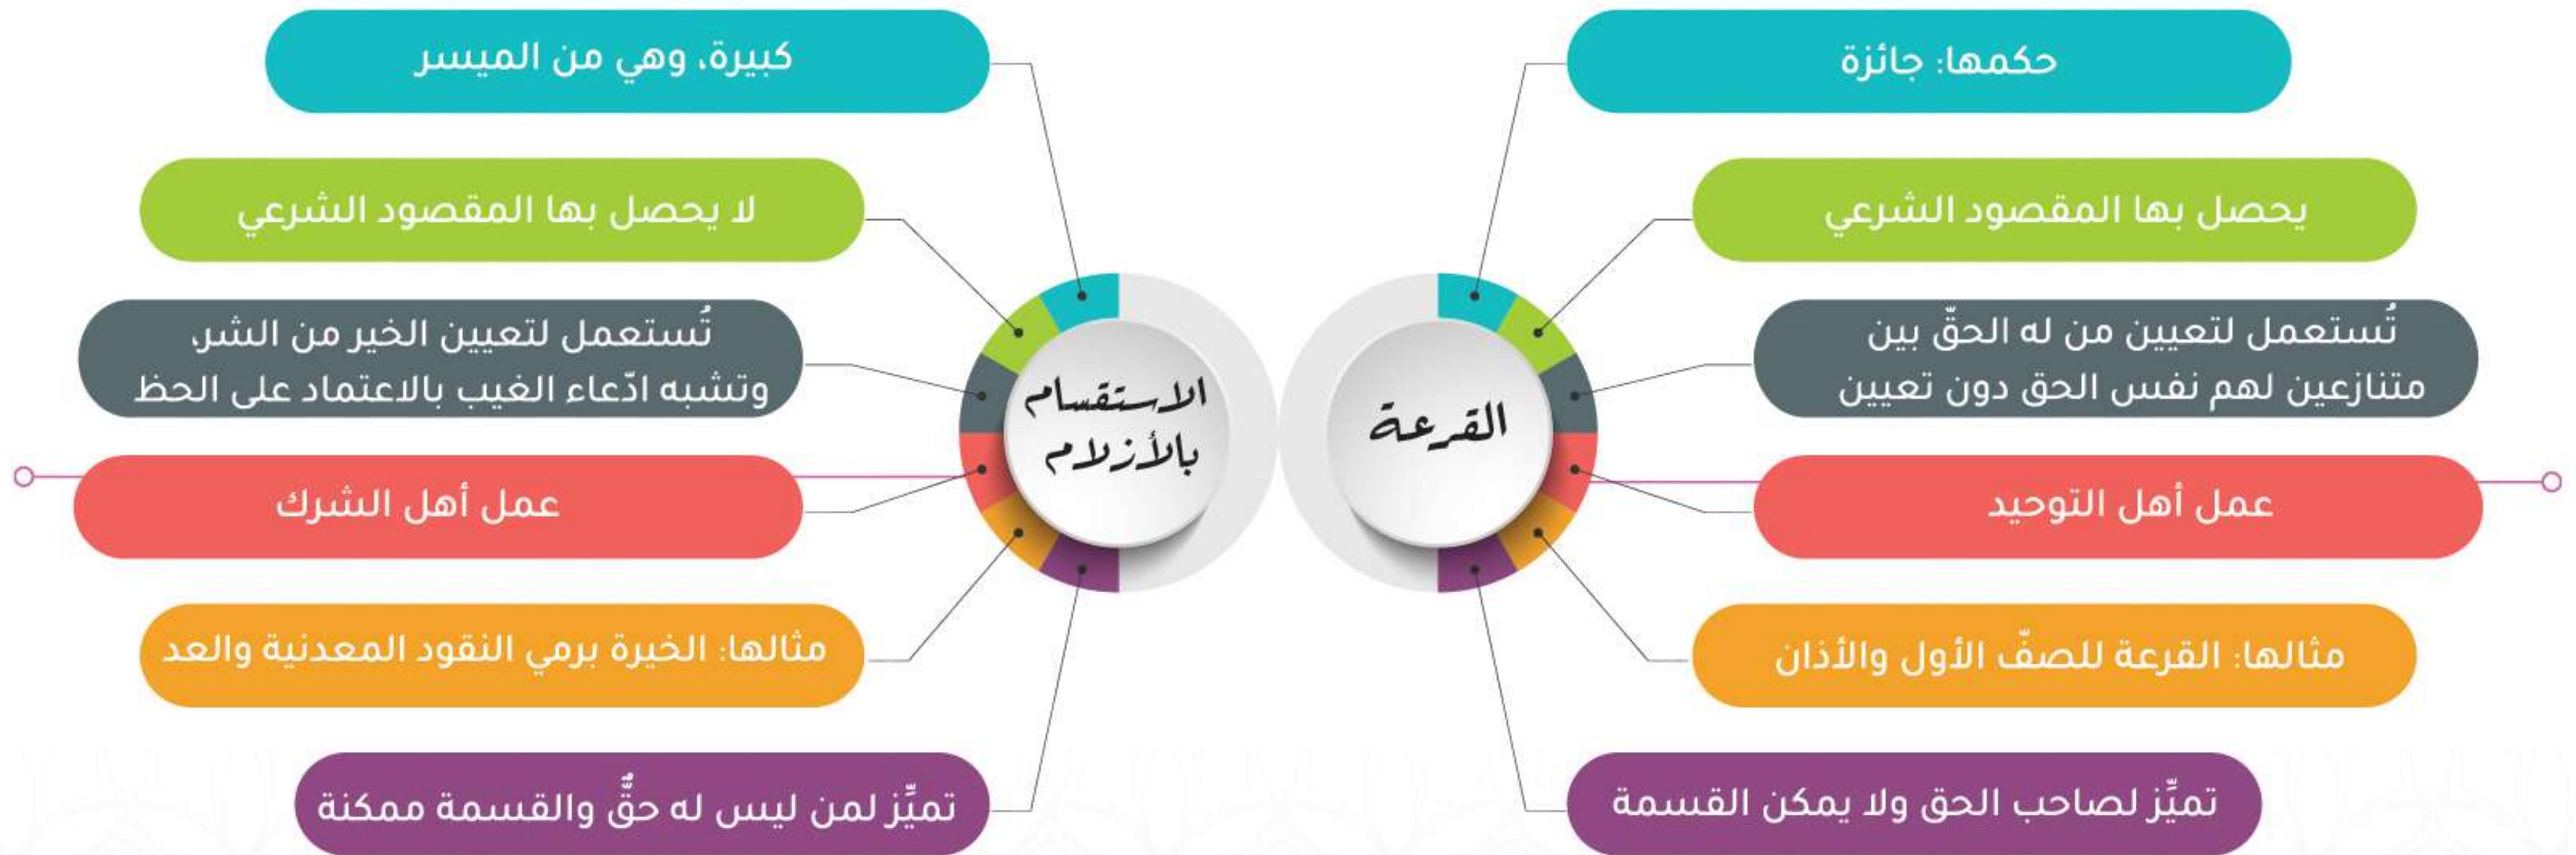 القرعة
حكمها: جائزة
يحصل بها المقصود الشرعي
تُستعمل لتعيين من له الحقّ بين
متنازعين لهم نفس الحق دون تعيين
عمل أهل التوحيد
مثالها: القرعة للصفّ الأول والأذان
تميِّز لصاحب الحق ولا يمكن القسمة
الاستقسام
بالأزلام
كبيرة، وهي من الميسر
لا يحصل بها المقصود الشرعي
تُستعمل لتعيين الخير من الشر،
وتشبه ادّعاء الغيب بالاعتماد على الحظ
عمل أهل الشرك
مثالها: الخيرة برمي النقود المعدنية والعد
تميِّز لمن ليس له حقٌّ والقسمة ممكنة